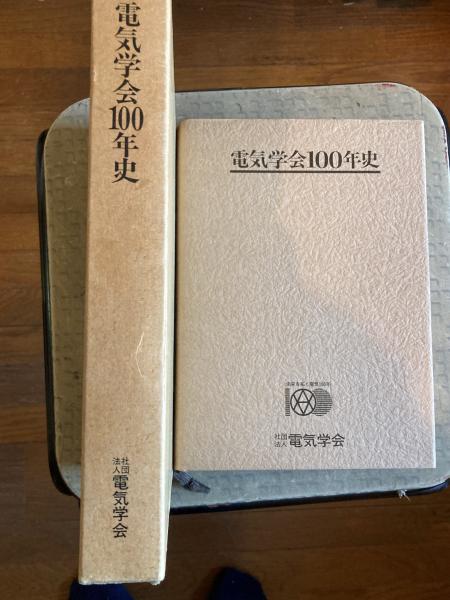 電気学会100年史
社団
法人 電気学会
電気学会100年史
100
社団
法人 電気学会